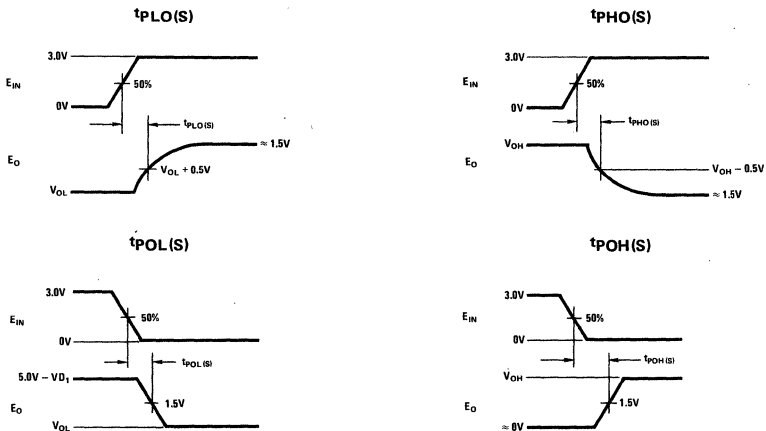 tPLO(S)
3.0V
EIN
50%
0V
tPLO(S)
≈ 1.5V
EO
VOL + 0.5V
VOL
tPHO(S)
3.0V
EIN
50%
0V
tPHO(S)
VOH
EO
VOH – 0.5V
≈ 1.5V
tPOL(S)
3.0V
EIN
50%
0V
tPOL(S)
5.0V – VD1
EO
1.5V
VOL
tPOH(S)
3.0V
EIN
50%
0V
tPOH(S)
VOH
EO
1.5V
≈ 0V